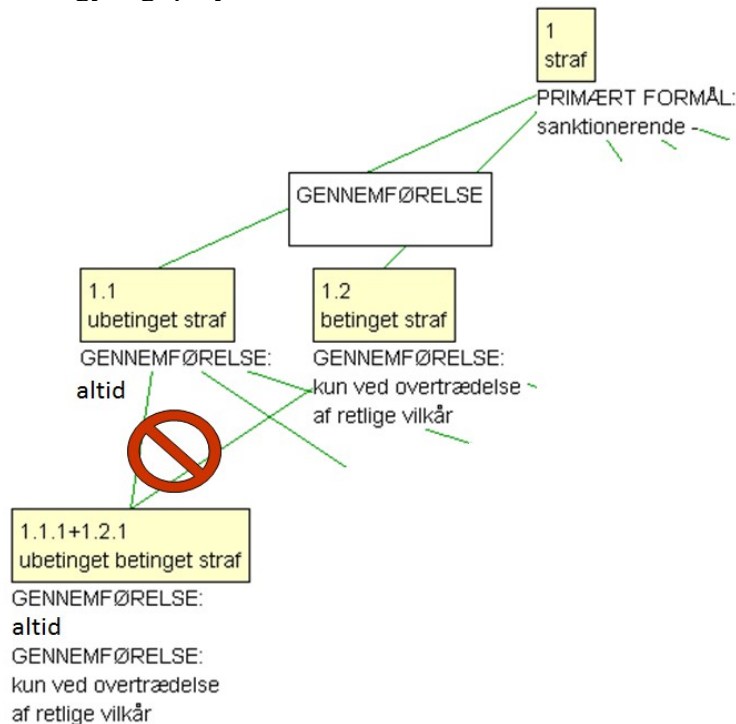 1
straf
PRIMÆRT FORMÅL:
sanktionerende -
GENNEMFØRELSE
1.1
ubetinget straf
GENNEMFØRELSE:
altid
1.2
betinget straf
GENNEMFØRELSE:
kun ved overtrædelse
af retlige vilkår
1.1.1+1.2.1
ubetinget betinget straf
GENNEMFØRELSE:
altid
GENNEMFØRELSE:
kun ved overtrædelse
af retlige vilkår